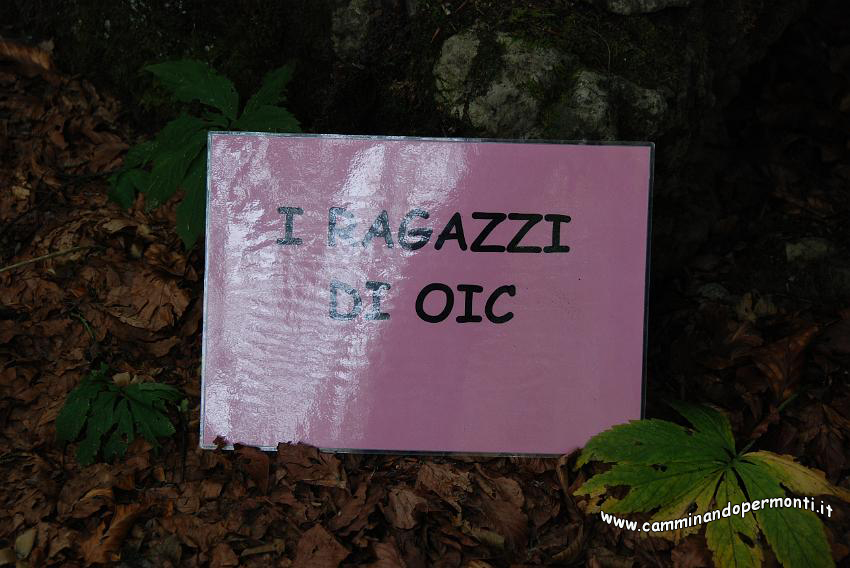 I RAGAZZI
DI OIC
www.camminandopermonti.it